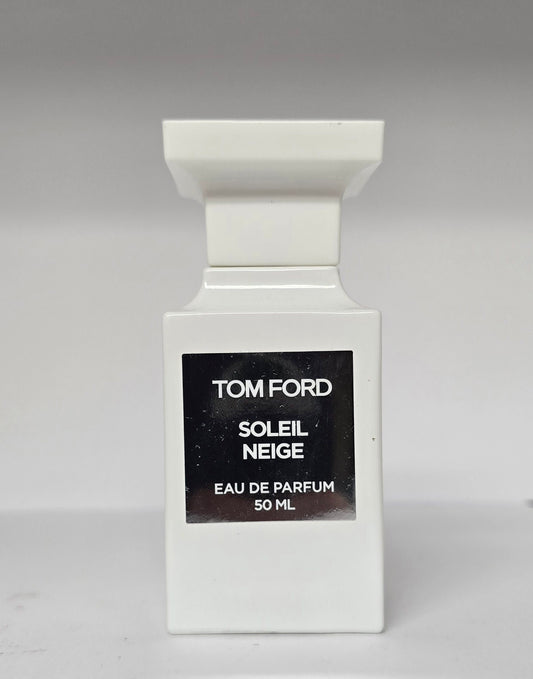 TOM FORD
SOLEIL
NEIGE
EAU DE PARFUM
50 ML